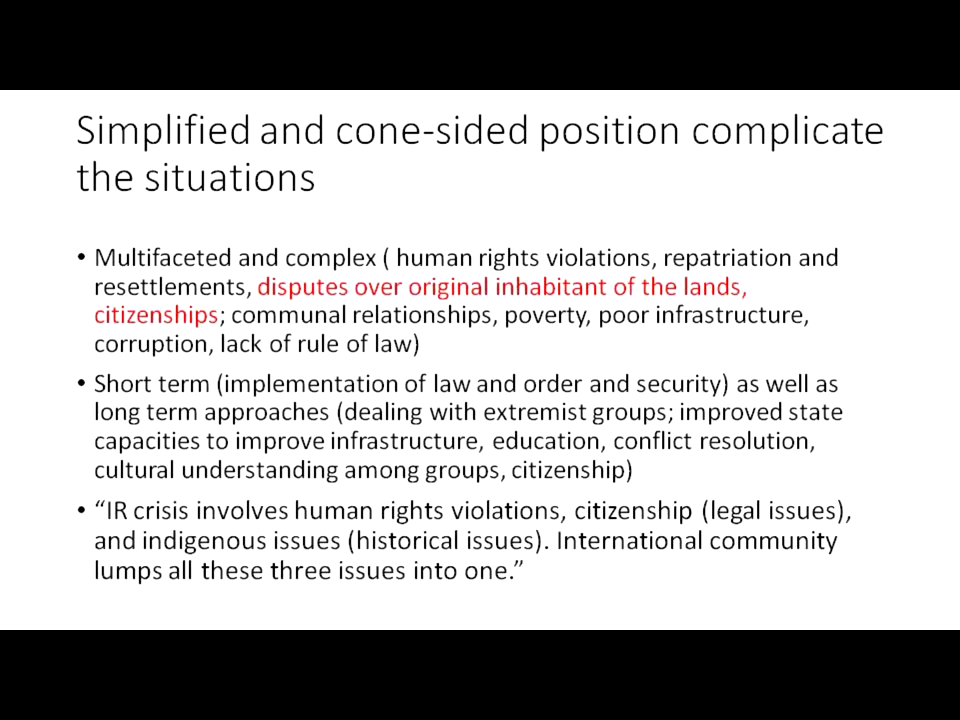 Simplified and cone-sided position complicate
the situations
• Multifaceted and complex ( human rights violations, repatriation and
resettlements, disputes over original inhabitant of the lands,
citizenships; communal relationships, poverty, poor infrastructure,
corruption, lack of rule of law)
• Short term (implementation of law and order and security) as well as
long term approaches (dealing with extremist groups; improved state
capacities to improve infrastructure, education, conflict resolution,
cultural understanding among groups, citizenship)
• “IR crisis involves human rights violations, citizenship (legal issues),
and indigenous issues (historical issues). International community
lumps all these three issues into one.”